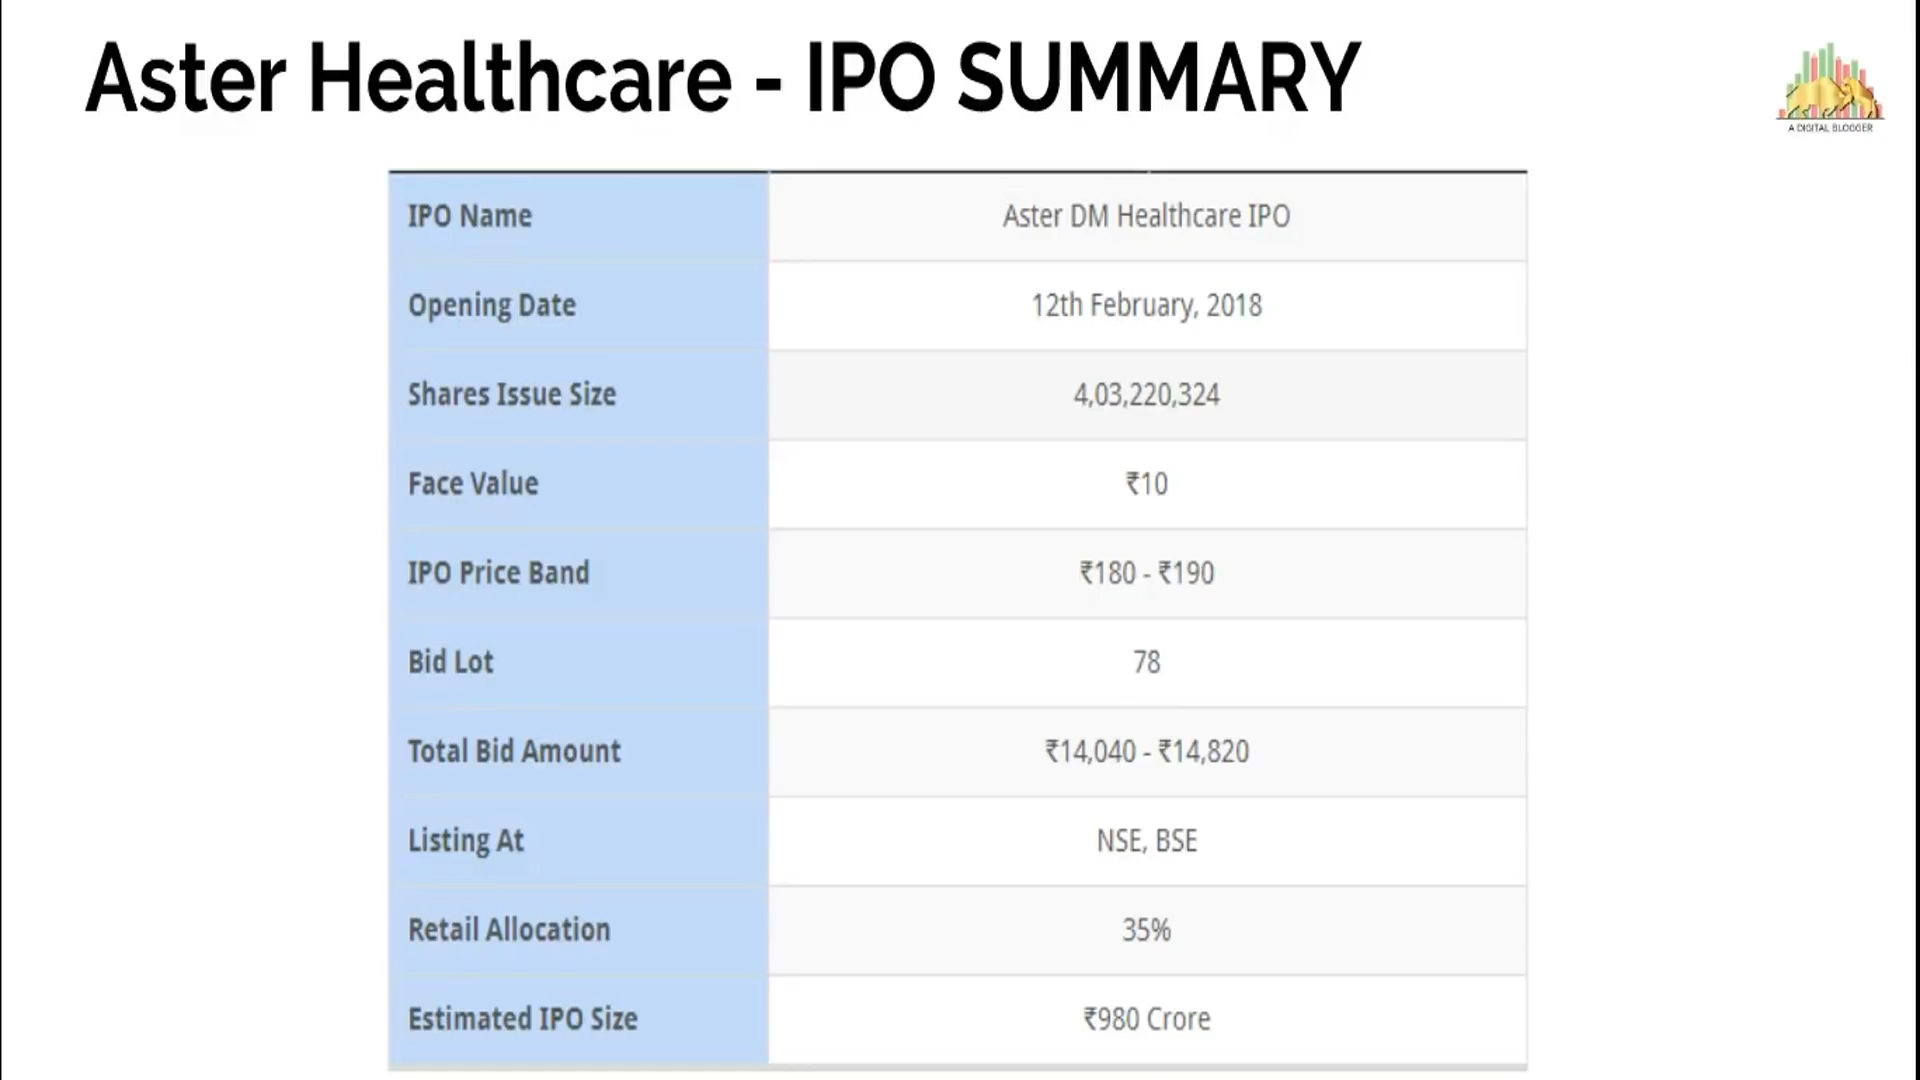 Aster Healthcare - IPO SUMMARY
A DIGITAL BLOGGER
IPO Name Aster DM Healthcare IPO
Opening Date 12th February, 2018
Shares Issue Size 4,03,220,324
Face Value ₹10
IPO Price Band ₹180 - ₹190
Bid Lot 78
Total Bid Amount ₹14,040 - ₹14,820
Listing At NSE, BSE
Retail Allocation 35%
Estimated IPO Size ₹980 Crore